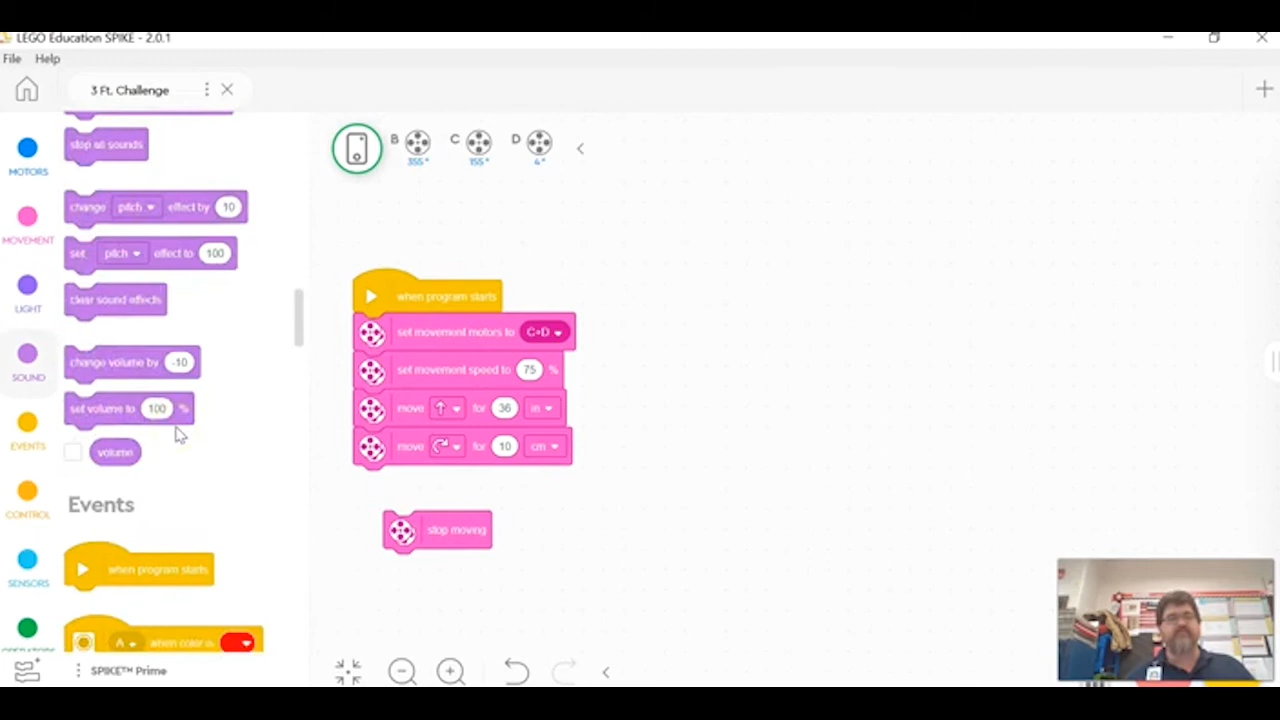 LEGO Education SPIKE - 2.0.1
File Help
3 Ft. Challenge
MOTORS
MOVEMENT
LIGHT
SOUND
EVENTS
CONTROL
SENSORS
stop all sounds
change pitch effect by 10
set pitch effect to 100
clear sound effects
change volume by -10
set volume to 100 %
volume
Events
when program starts
A when color is
SPIKE™ Prime
B C D
355° 155° 4°
when program starts
set movement motors to C+D
set movement speed to 75 %
move for 36 in
move for 10 cm
stop moving